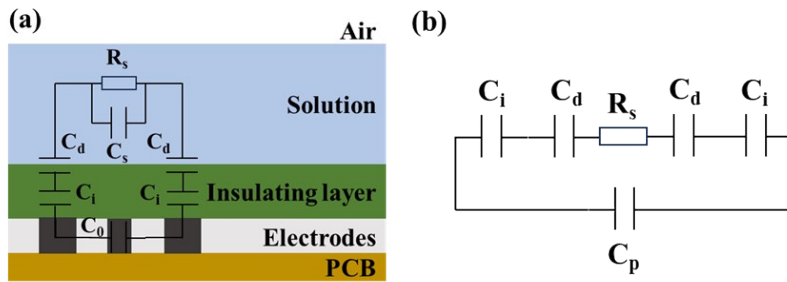 (a)
Air
Rs
Solution
Cd
Cs
Cd
Ci
Ci
Insulating layer
C0
Electrodes
PCB
(b)
Ci
Cd
Rs
Cd
Ci
Cp